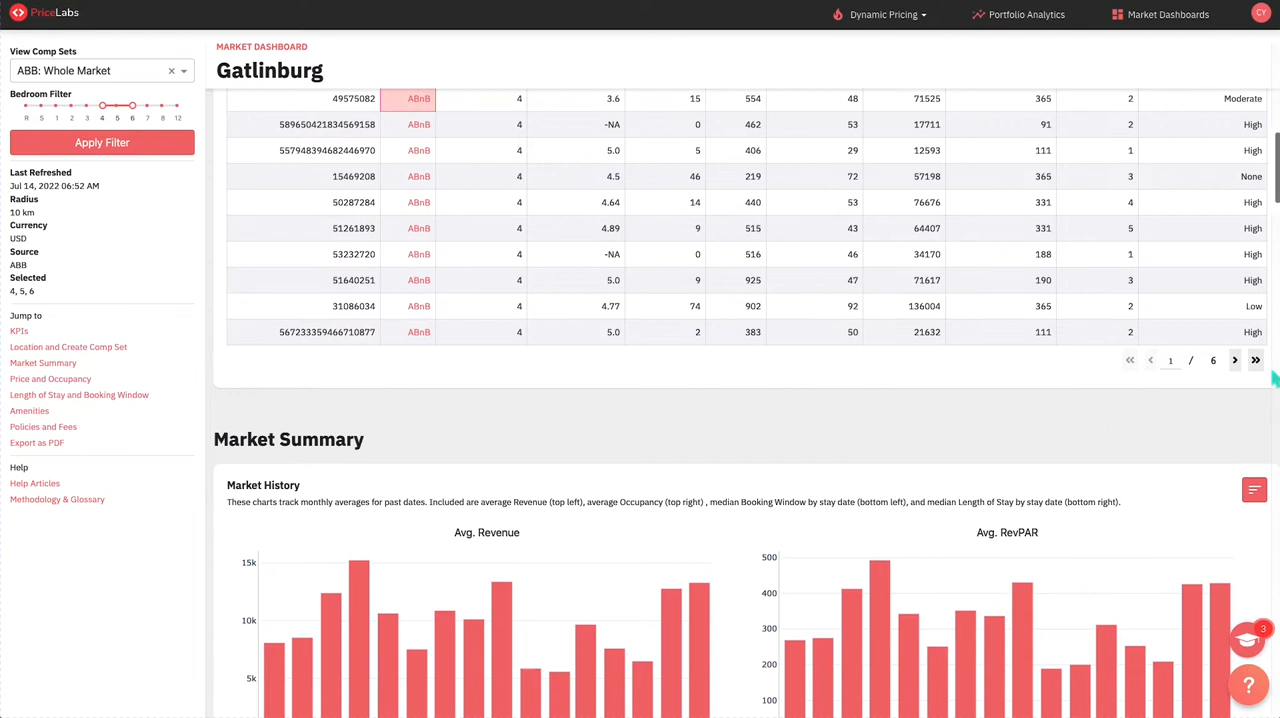 PriceLabs
Dynamic Pricing
Portfolio Analytics
Market Dashboards
CY
View Comp Sets
ABB: Whole Market
Bedroom Filter
R S 1 2 3 4 5 6 7 8 12
Apply Filter
Last Refreshed
Jul 14, 2022 06:52 AM
Radius
10 km
Currency
USD
Source
ABB
Selected
4, 5, 6
Jump to
KPIs
Location and Create Comp Set
Market Summary
Price and Occupancy
Length of Stay and Booking Window
Amenities
Policies and Fees
Export as PDF
Help
Help Articles
Methodology & Glossary
MARKET DASHBOARD
Gatlinburg
49575082 ABnB 4 3.6 15 554 48 71525 365 2 Moderate
589650421834569158 ABnB 4 -NA 0 462 53 17711 91 2 High
557948394682446970 ABnB 4 5.0 5 406 29 12593 111 1 High
15469208 ABnB 4 4.5 46 219 72 57198 365 3 None
50287284 ABnB 4 4.64 14 440 53 76676 331 4 High
51261893 ABnB 4 4.89 9 515 43 64407 331 5 High
53232720 ABnB 4 -NA 0 516 46 34170 188 1 High
51640251 ABnB 4 5.0 9 925 47 71617 190 3 High
31086034 ABnB 4 4.77 74 902 92 136004 365 2 Low
567233359466710877 ABnB 4 5.0 2 383 50 21632 111 2 High
1 / 6
Market Summary
Market History
These charts track monthly averages for past dates. Included are average Revenue (top left), average Occupancy (top right) , median Booking Window by stay date (bottom left), and median Length of Stay by stay date (bottom right).
Avg. Revenue
15k
10k
5k
Avg. RevPAR
500
400
300
200
100
3
?